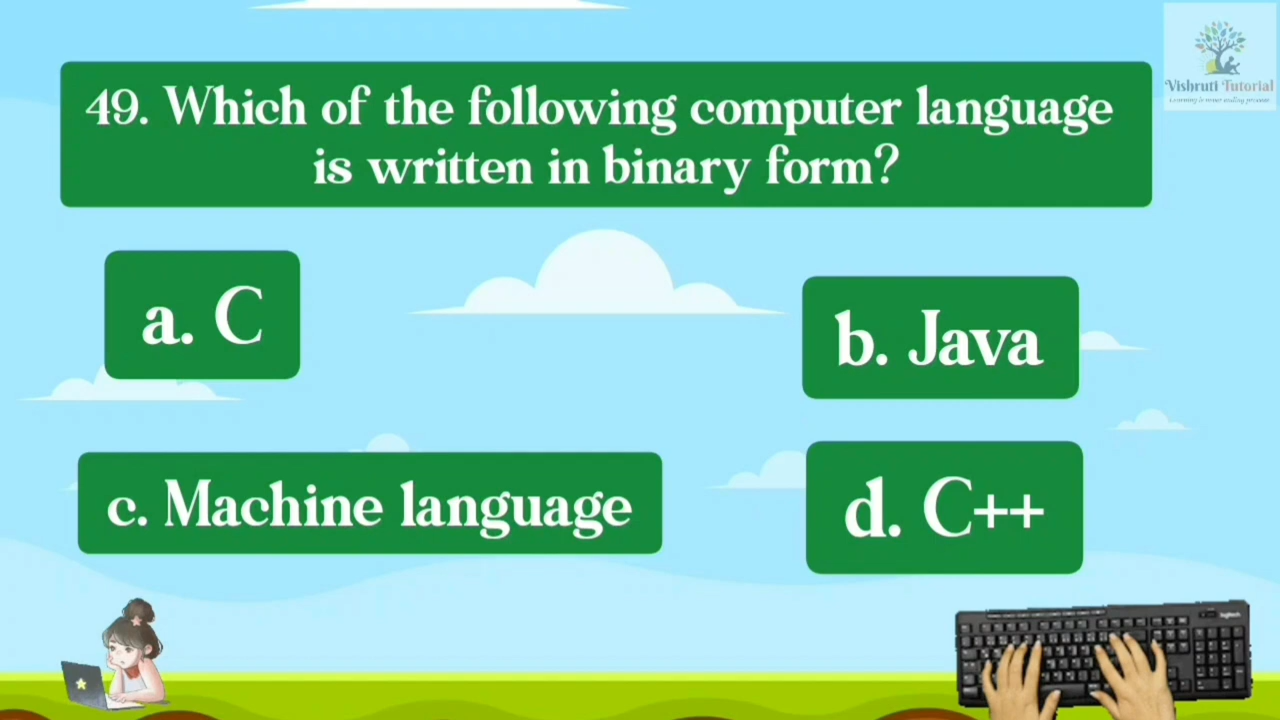 49. Which of the following computer language
is written in binary form?
a. C
b. Java
c. Machine language
d. C++
Vishruti Tutorial